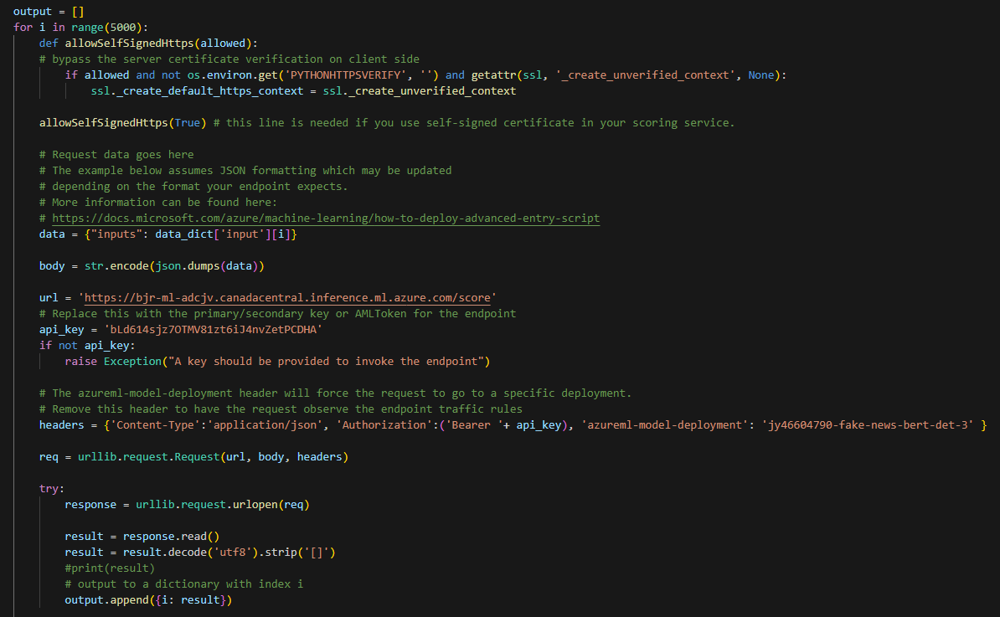 output = []
for i in range(5000):
    def allowSelfSignedHttps(allowed):
    # bypass the server certificate verification on client side
        if allowed and not os.environ.get('PYTHONHTTPSVERIFY', '') and getattr(ssl, '_create_unverified_context', None):
            ssl._create_default_https_context = ssl._create_unverified_context

    allowSelfSignedHttps(True) # this line is needed if you use self-signed certificate in your scoring service.

    # Request data goes here
    # The example below assumes JSON formatting which may be updated
    # depending on the format your endpoint expects.
    # More information can be found here:
    # https://docs.microsoft.com/azure/machine-learning/how-to-deploy-advanced-entry-script
    data = {"inputs": data_dict['input'][i]}

    body = str.encode(json.dumps(data))

    url = 'https://bjr-ml-adcjv.canadacentral.inference.ml.azure.com/score'
    # Replace this with the primary/secondary key or AMLToken for the endpoint
    api_key = 'bLd614sjz7OTMV81zt6iJ4nvZetPCDHA'
    if not api_key:
        raise Exception("A key should be provided to invoke the endpoint")

    # The azureml-model-deployment header will force the request to go to a specific deployment.
    # Remove this header to have the request observe the endpoint traffic rules
    headers = {'Content-Type':'application/json', 'Authorization':('Bearer '+ api_key), 'azureml-model-deployment': 'jy46604790-fake-news-bert-det-3' }

    req = urllib.request.Request(url, body, headers)

    try:
        response = urllib.request.urlopen(req)

        result = response.read()
        result = result.decode('utf8').strip('[]')
        #print(result)
        # output to a dictionary with index i
        output.append({i: result})